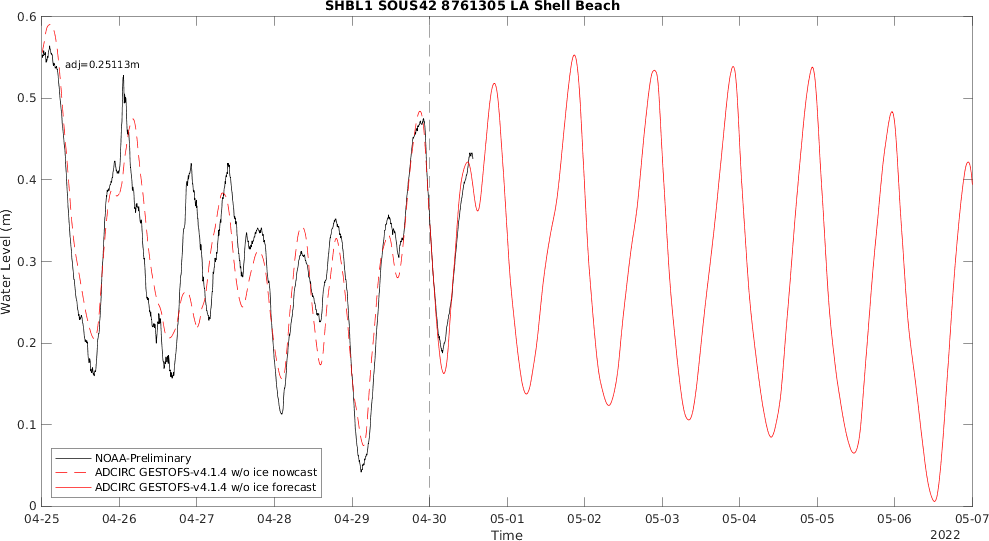 SHBL1 SOUS42 8761305 LA Shell Beach
0.6
adj=0.25113m
0.5
0.4
0.3
0.2
0.1
0
Water Level (m)
NOAA-Preliminary
ADCIRC GESTOFS-v4.1.4 w/o ice nowcast
ADCIRC GESTOFS-v4.1.4 w/o ice forecast
04-25 04-26 04-27 04-28 04-29 04-30 05-01 05-02 05-03 05-04 05-05 05-06 05-07
Time
2022